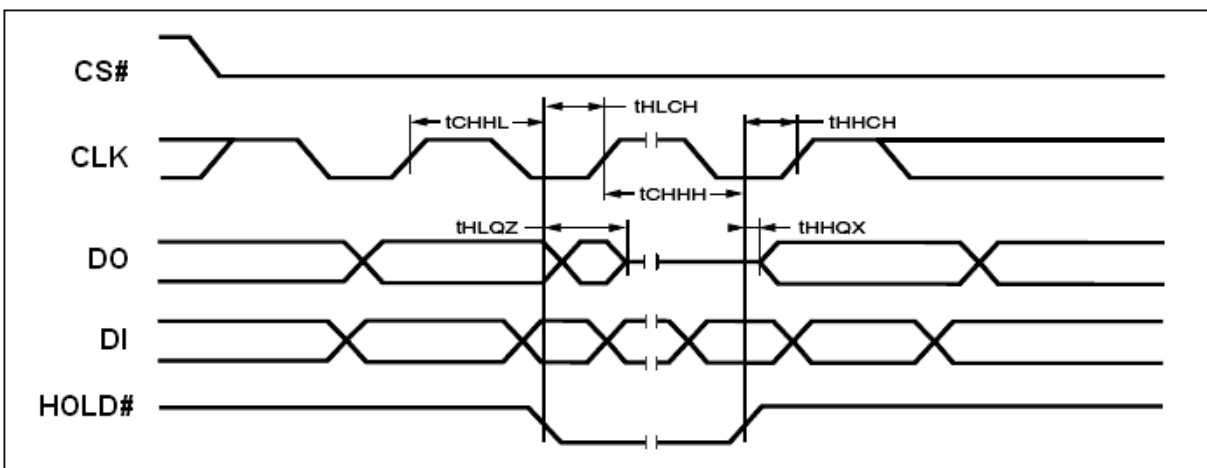 CS#
tHLCH
tCHHL
tHHCH
CLK
tCHHH
tHLQZ
tHHQX
DO
DI
HOLD#